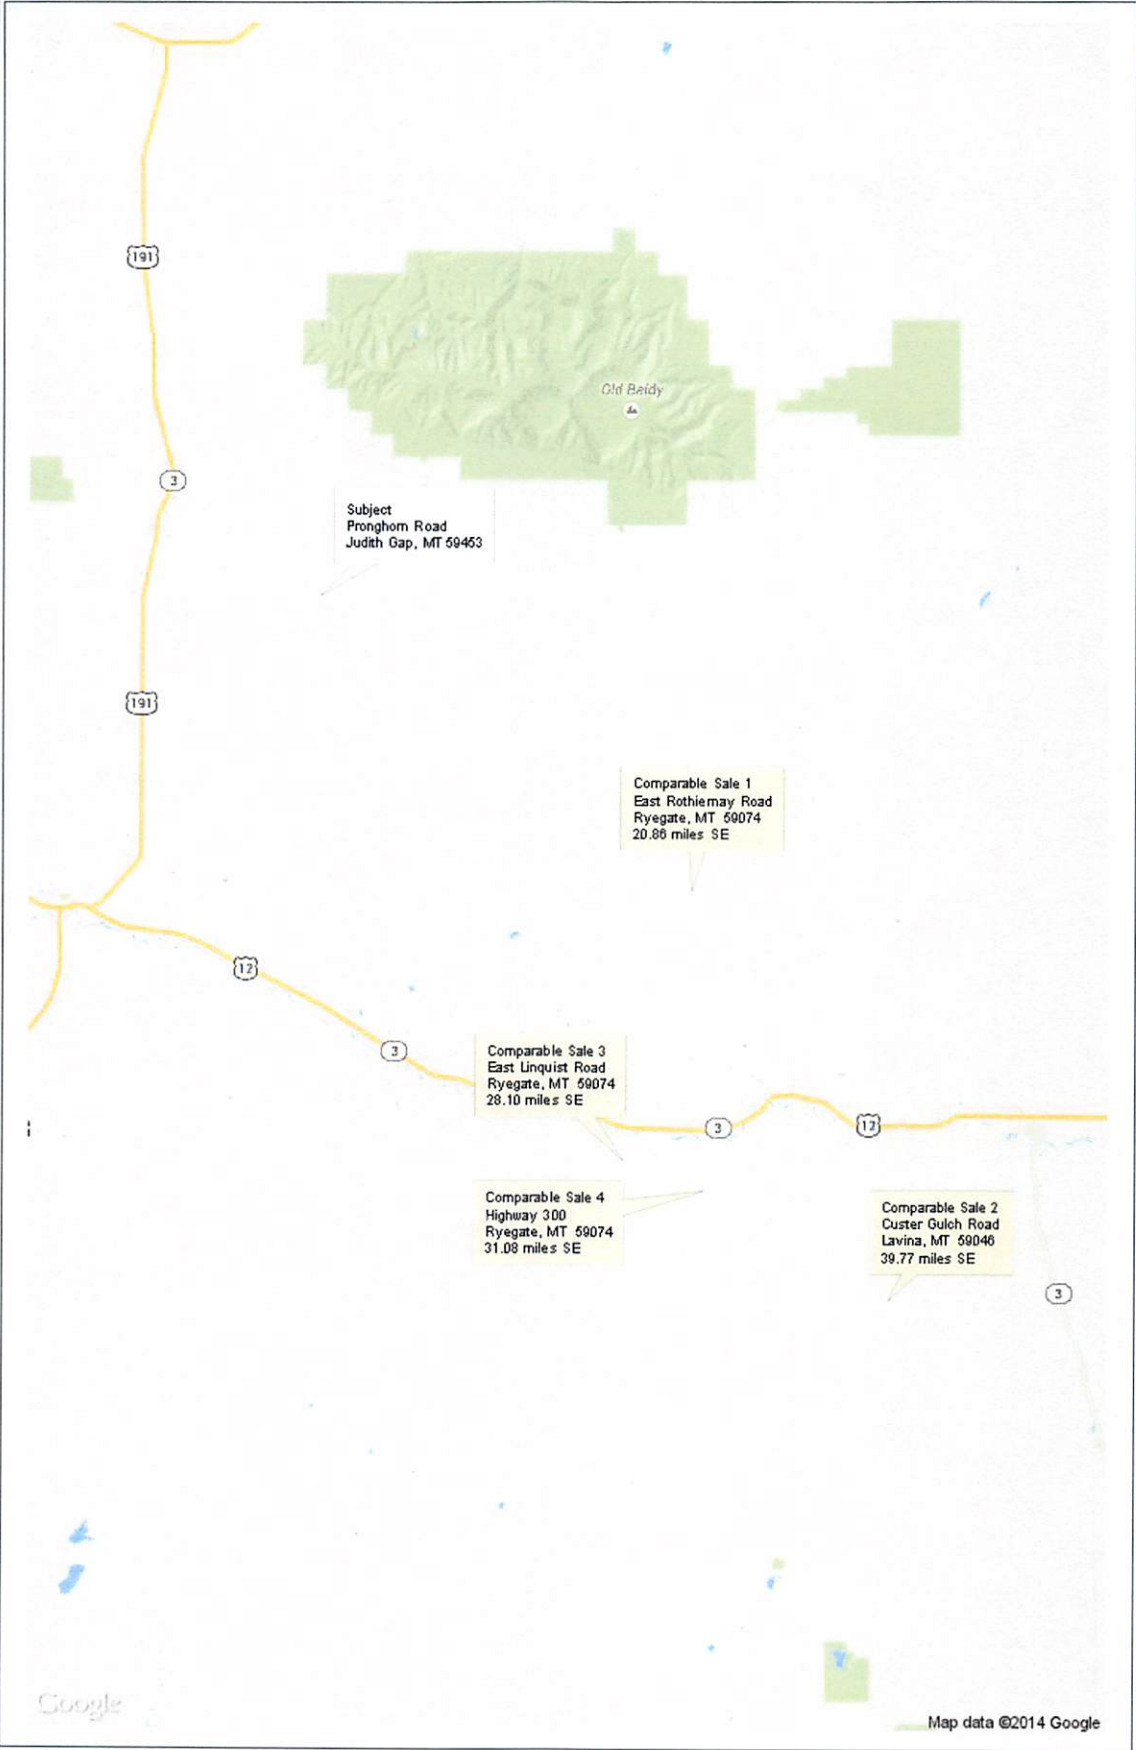 191
Old Baldy
3
Subject
Pronghorn Road
Judith Gap, MT 59453
191
Comparable Sale 1
East Rothiemay Road
Ryegate, MT 59074
20.86 miles SE
12
3
Comparable Sale 3
East Linquist Road
Ryegate, MT 59074
28.10 miles SE
3
12
Comparable Sale 4
Highway 300
Ryegate, MT 59074
31.08 miles SE
Comparable Sale 2
Custer Gulch Road
Lavina, MT 59046
39.77 miles SE
3
Google
Map data ©2014 Google